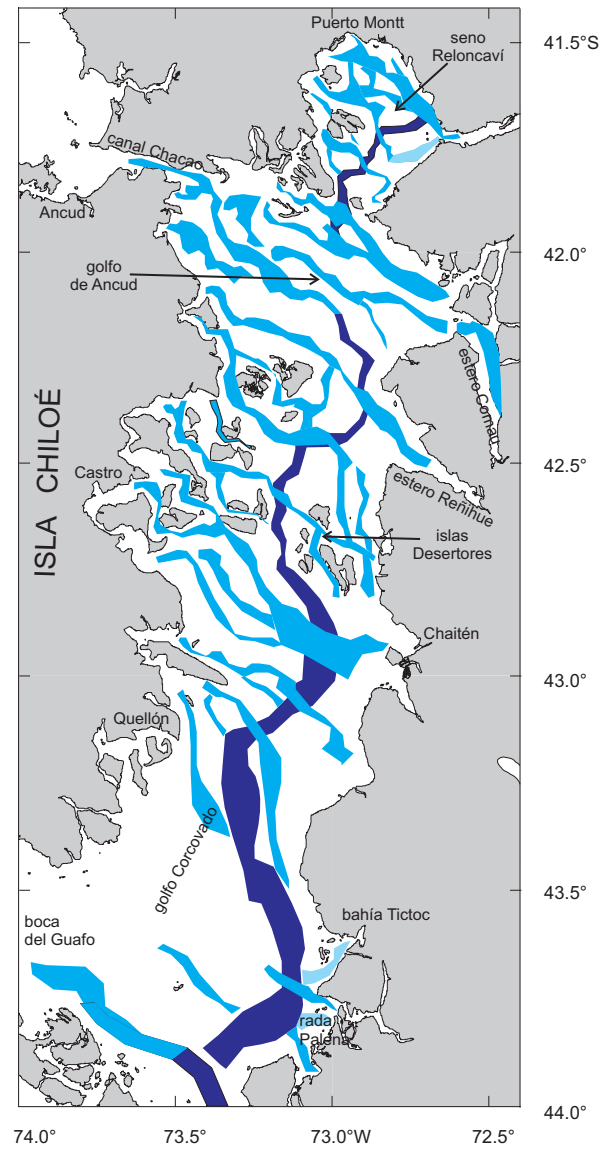 Puerto Montt
seno
Reloncaví
41.5°S
canal Chacao
Ancud
42.0°
golfo
de Ancud
estero Comau
ISLA CHILOÉ
Castro
42.5°
estero Reñihue
islas
Desertores
Chaitén
43.0°
Quellón
golfo Corcovado
43.5°
boca
del Guafo
bahía Tictoc
rada
Palena
44.0°
74.0°
73.5°
73.0°W
72.5°